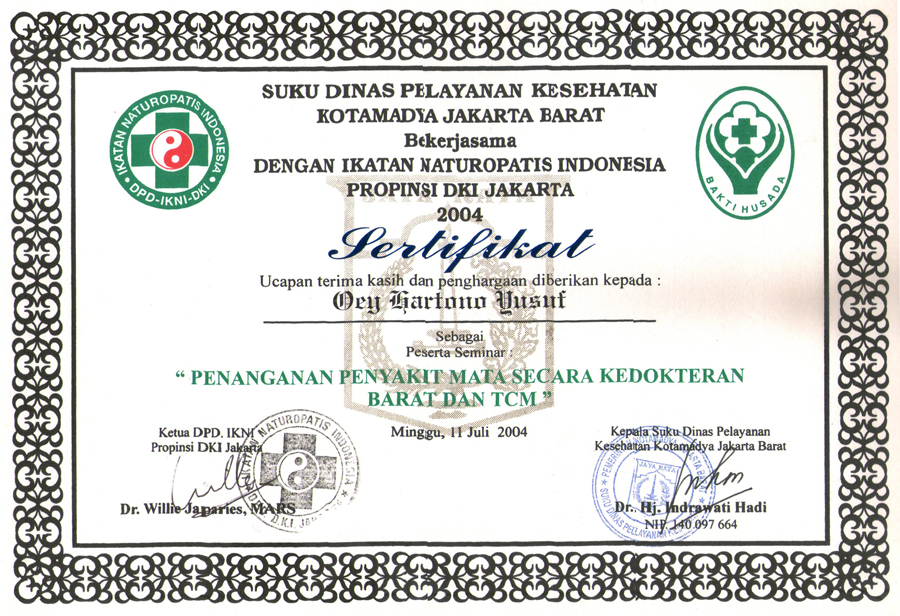 SUKU DINAS PELAYANAN KESEHATAN
KOTAMADYA JAKARTA BARAT
Bekerjasama
DENGAN IKATAN NATUROPATIS INDONESIA
PROPINSI DKI JAKARTA
2004
IKATAN NATUROPATIS INDONESIA
• DPD-IKNI-DKI •
BAKTI HUSADA
JAYA RAYA
Sertifikat
Ucapan terima kasih dan penghargaan diberikan kepada :
Oey Hartono Yusuf
Sebagai
Peserta Seminar :
“ PENANGANAN PENYAKIT MATA SECARA KEDOKTERAN
BARAT DAN TCM ”
Minggu, 11 Juli 2004
Ketua DPD. IKNI
Propinsi DKI Jakarta
IKATAN NATUROPATIS INDONESIA
D.K.I.
Dr. Willie Japaries, MARS
Kepala Suku Dinas Pelayanan
Kesehatan Kotamadya Jakarta Barat
JAYA RAYA
SUKU DINAS PELAYANAN
Dr. Hj. Indrawati Hadi
NIP. 140 097 664